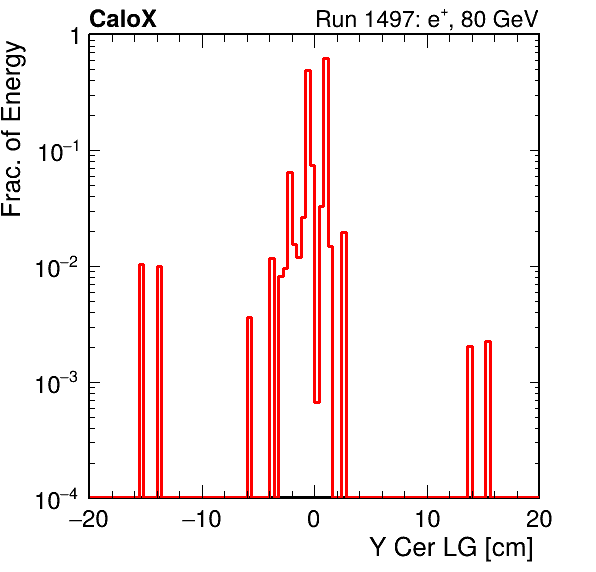 CaloX Run 1497: e⁺, 80 GeV
Frac. of Energy
1
10⁻¹
10⁻²
10⁻³
10⁻⁴
−20 −10 0 10 20
Y Cer LG [cm]